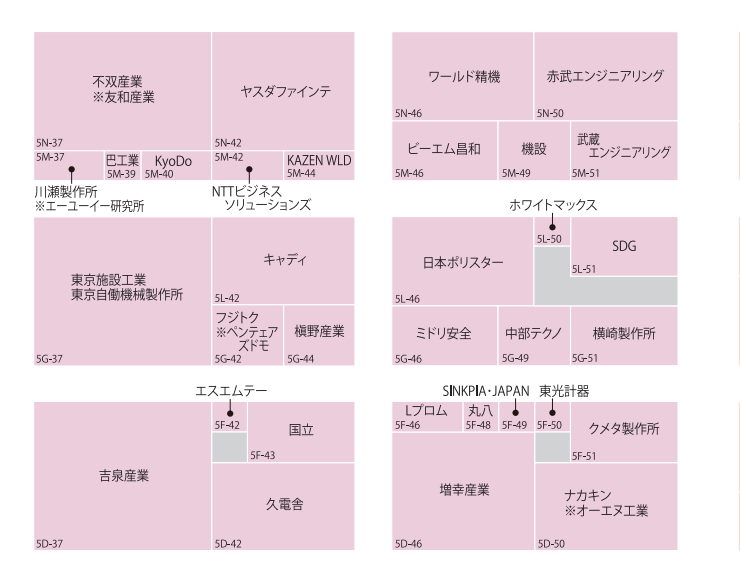 不双産業
※友和産業
5N-37
ヤスダファインテ
5N-42
5M-37
巴工業
5M-39
KyoDo
5M-40
5M-42
KAZEN WLD
5M-44
川瀬製作所
※エーユーイー研究所
NTTビジネス
ソリューションズ
ワールド精機
5N-46
赤武エンジニアリング
5N-50
ビーエム昌和
5M-46
機設
5M-49
武蔵
エンジニアリング
5M-51
東京施設工業
東京自働機械製作所
5G-37
キャディ
5L-42
フジトク
※ペンテェア
ズドモ
5G-42
槇野産業
5G-44
ホワイトマックス
日本ポリスター
5L-46
5L-50
SDG
5L-51
ミドリ安全
5G-46
中部テクノ
5G-49
横崎製作所
5G-51
エスエムテー
吉泉産業
5D-37
5F-42
国立
5F-43
久電舎
5D-42
SINKPIA・JAPAN
東光計器
Lプロム
5F-46
丸八
5F-48
5F-49
5F-50
クメタ製作所
5F-51
増幸産業
5D-46
ナカキン
※オーエヌ工業
5D-50